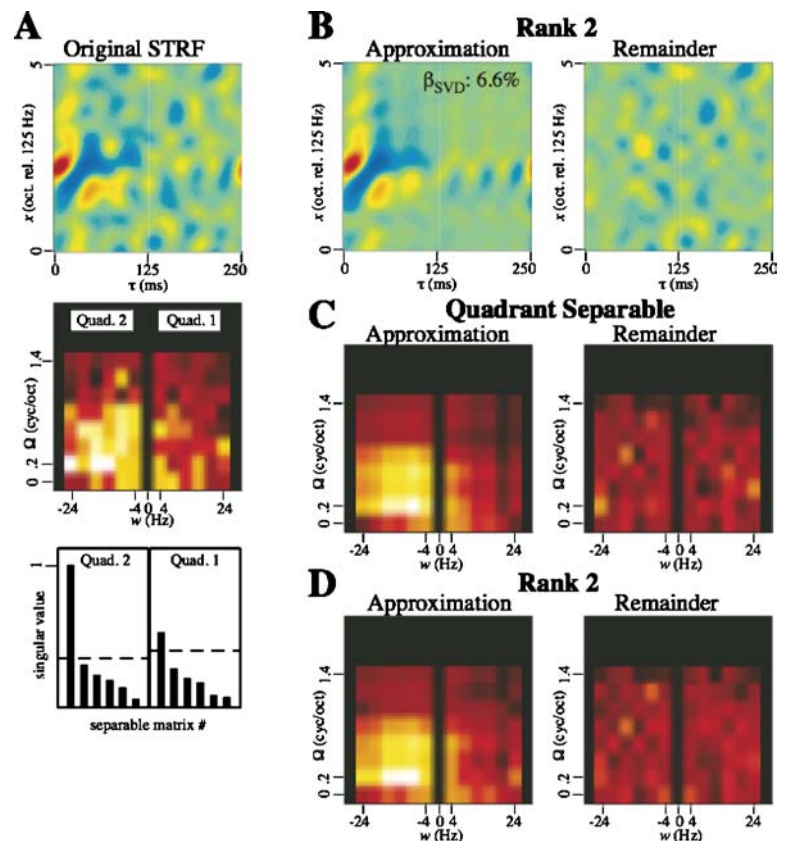 A
Original STRF
x (oct. rel. 125 Hz)
5
0
0
125
250
τ (ms)
Quad. 2
Quad. 1
Ω (cyc/oct)
1.4
.2
0
-24
-4 0
24
w (Hz)
Quad. 2
Quad. 1
singular value
1
separable matrix #
B
Rank 2
Approximation
Remainder
βSVD: 6.6%
x (oct. rel. 125 Hz)
5
0
0
125
250
τ (ms)
x (oct. rel. 125 Hz)
5
0
0
125
250
τ (ms)
C
Quadrant Separable
Approximation
Remainder
Ω (cyc/oct)
1.4
0 .2
-24
-4 0 4
24
w (Hz)
Ω (cyc/oct)
1.4
0 .2
-24
-4 0 4
24
w (Hz)
D
Rank 2
Approximation
Remainder
Ω (cyc/oct)
1.4
0 .2
-24
-4 0 4
24
w (Hz)
Ω (cyc/oct)
1.4
0 .2
-24
-4 0 4
24
w (Hz)